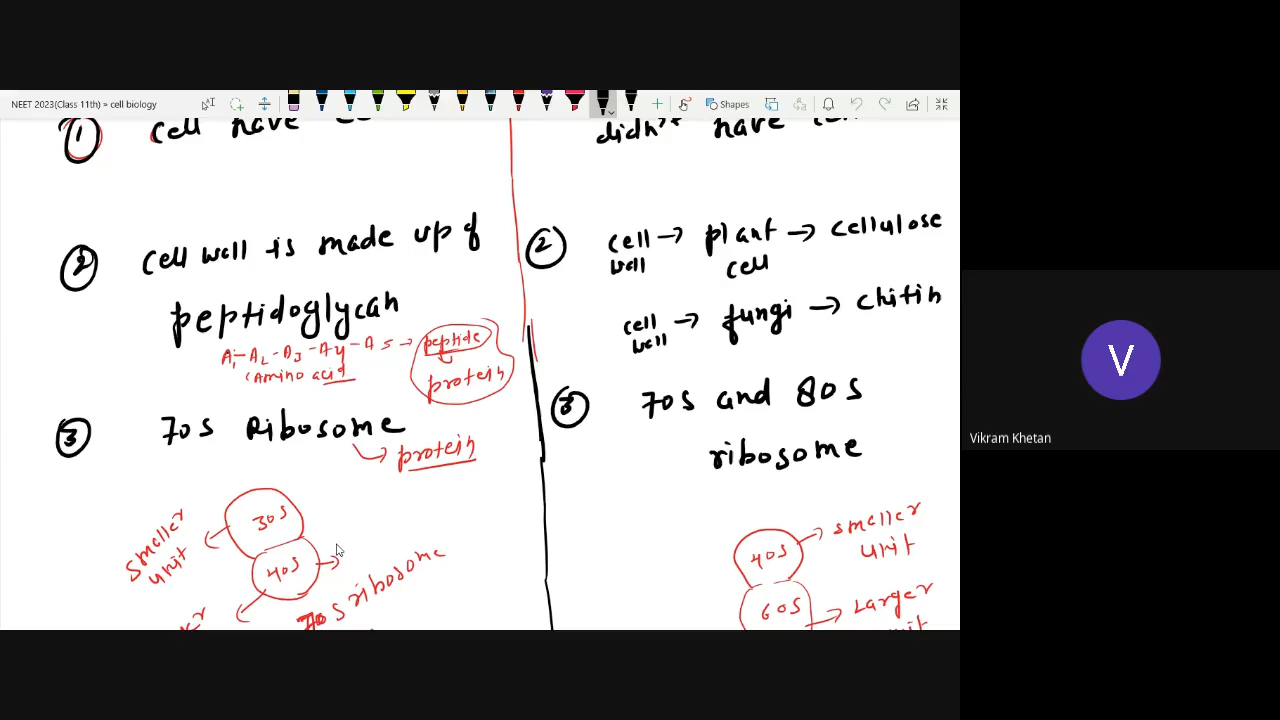 NEET 2023(Class 11th) » cell biology
Shapes
1 cell have
didn't have
2 cell wall is made up of
peptidoglycan
A1-A2-A3-A4-A5 → peptide
(Amino acid
protein
3 70S Ribosome
protein
30S
smaller
unit
40S
70S ribosome
2 cell → plant → cellulose
wall cell
cell → fungi → chitin
wall
3 70S and 80S
ribosome
40S → smaller
unit
60S → Larger
V
Vikram Khetan